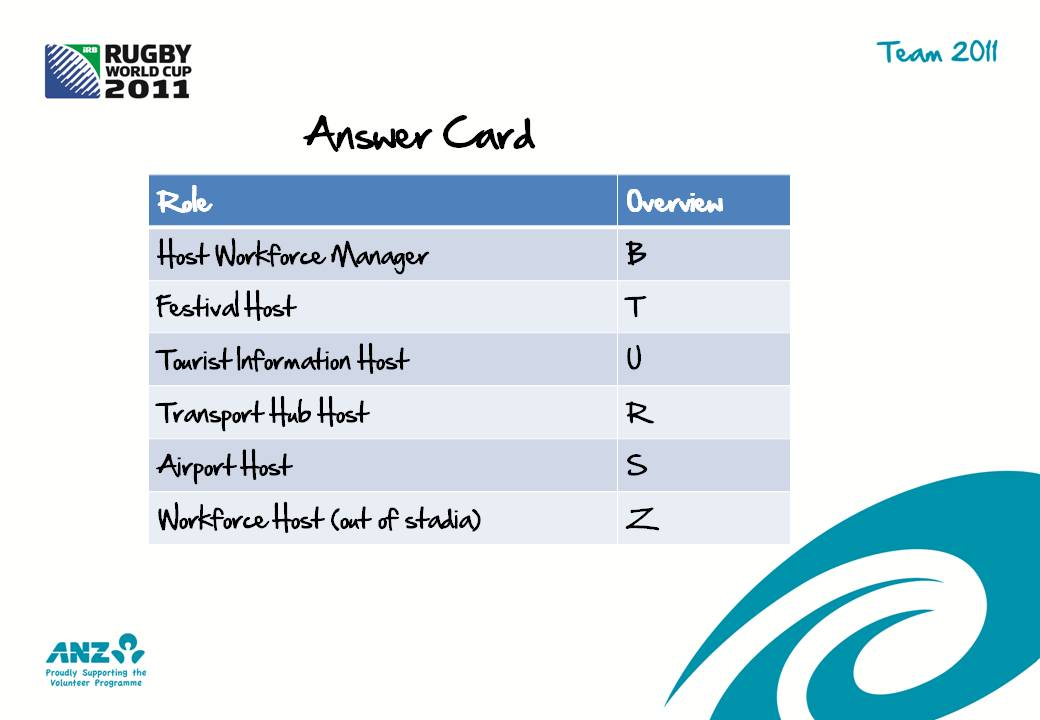 iRB RUGBY
WORLD CUP
2011
Team 2011
Answer Card
Role Overview
Host Workforce Manager B
Festival Host T
Tourist Information Host U
Transport Hub Host R
Airport Host S
Workforce Host (out of stadia) Z
ANZ
Proudly Supporting the
Volunteer Programme